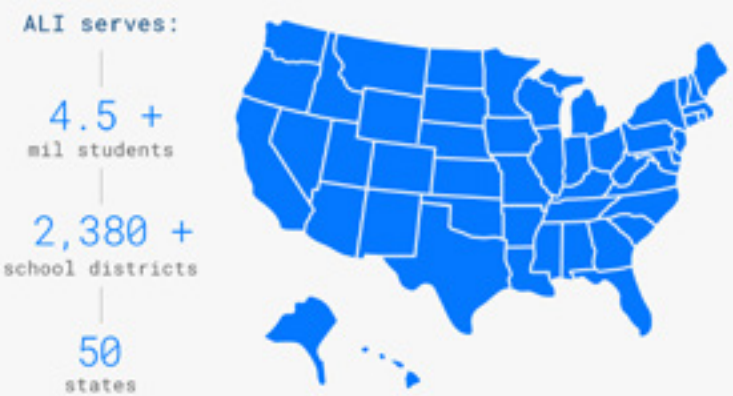 ALI serves:
4.5 +
mil students
2,380 +
school districts
50
states